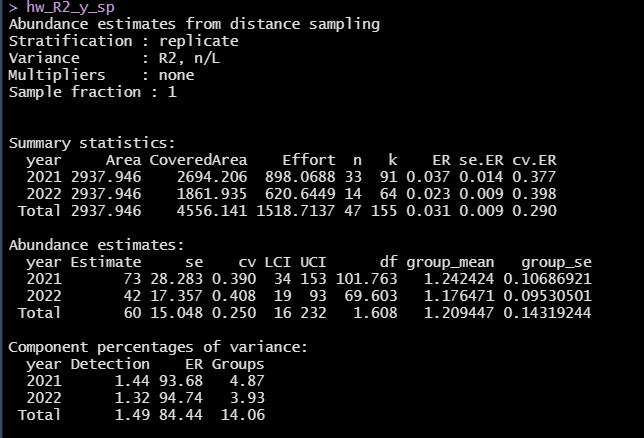 > hw_R2_y_sp
Abundance estimates from distance sampling
Stratification : replicate
Variance       : R2, n/L
Multipliers    : none
Sample fraction : 1

Summary statistics:
  year     Area CoveredArea    Effort  n   k    ER se.ER cv.ER
  2021 2937.946    2694.206  898.0688 33  91 0.037 0.014 0.377
  2022 2937.946    1861.935  620.6449 14  64 0.023 0.009 0.398
 Total 2937.946    4556.141 1518.7137 47 155 0.031 0.009 0.290

Abundance estimates:
  year Estimate     se    cv LCI UCI      df group_mean   group_se
  2021       73 28.283 0.390  34 153 101.763   1.242424 0.10686921
  2022       42 17.357 0.408  19  93  69.603   1.176471 0.09530501
 Total       60 15.048 0.250  16 232   1.608   1.209447 0.14319244

Component percentages of variance:
  year Detection    ER Groups
  2021      1.44 93.68   4.87
  2022      1.32 94.74   3.93
 Total      1.49 84.44  14.06